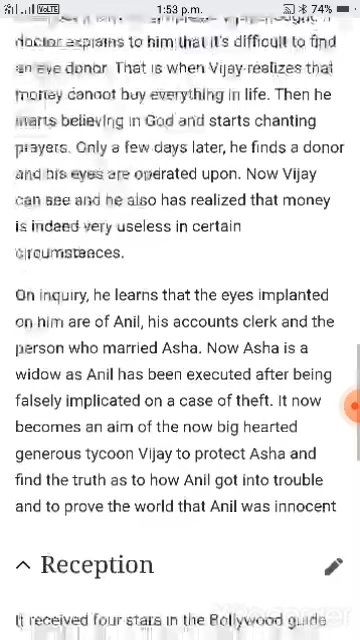 VoLTE 1:53 p.m. 74%
doctor explains to him that it's difficult to find
an eye donor. That is when Vijay realizes that
money cannot buy everything in life. Then he
starts believing in God and starts chanting
prayers. Only a few days later, he finds a donor
and his eyes are operated upon. Now Vijay
can see and he also has realized that money
is indeed very useless in certain
circumstances.
On inquiry, he learns that the eyes implanted
on him are of Anil, his accounts clerk and the
person who married Asha. Now Asha is a
widow as Anil has been executed after being
falsely implicated on a case of theft. It now
becomes an aim of the now big hearted
generous tycoon Vijay to protect Asha and
find the truth as to how Anil got into trouble
and to prove the world that Anil was innocent
Reception
It received four stars in the Bollywood guide